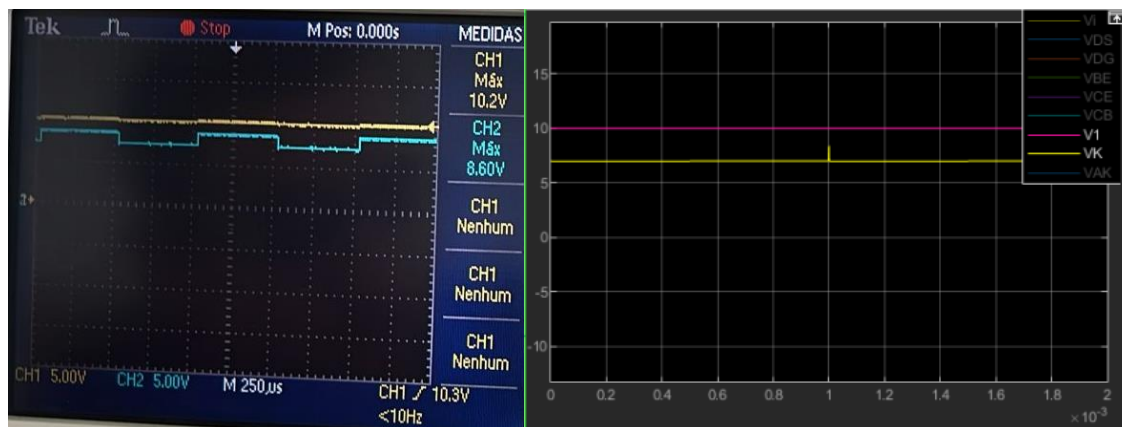 Tek
Stop
M Pos: 0.000s
MEDIDAS
CH1
Máx
10.2V
CH2
Máx
8.60V
CH1
Nenhum
CH1
Nenhum
CH1
Nenhum
2
CH1 5.00V
CH2 5.00V
M 250µs
CH1
10.3V
<10Hz
15
10
5
0
-5
-10
0
0.2
0.4
0.6
0.8
1
1.2
1.4
1.6
1.8
2
×10⁻³
Vi
VDS
VDG
VBE
VCE
VCB
V1
VK
VAK